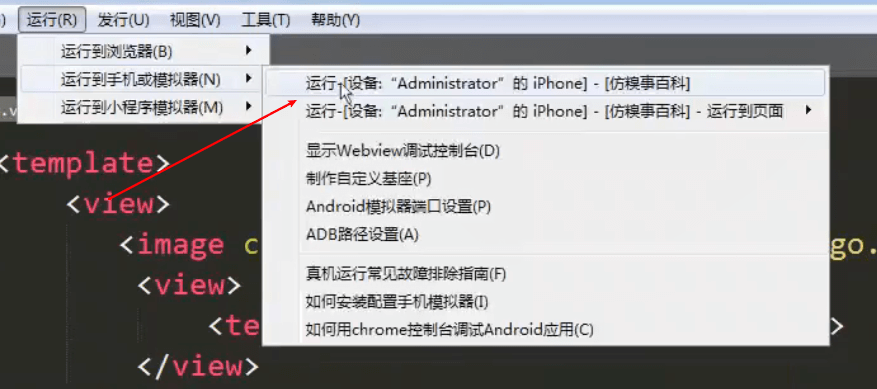 ) 运行(R) 发行(U) 视图(V) 工具(T) 帮助(Y)
运行到浏览器(B)
运行到手机或模拟器(N)
运行到小程序模拟器(M)
运行-[设备:“Administrator”的 iPhone] - [仿糗事百科]
运行-[设备:“Administrator”的 iPhone] - [仿糗事百科] - 运行到页面
显示Webview调试控制台(D)
制作自定义基座(P)
Android模拟器端口设置(P)
ADB路径设置(A)
真机运行常见故障排除指南(F)
如何安装配置手机模拟器(I)
如何用chrome控制台调试Android应用(C)
.v
<template>
<view>
<image c go.
<view>
<te >
</view>